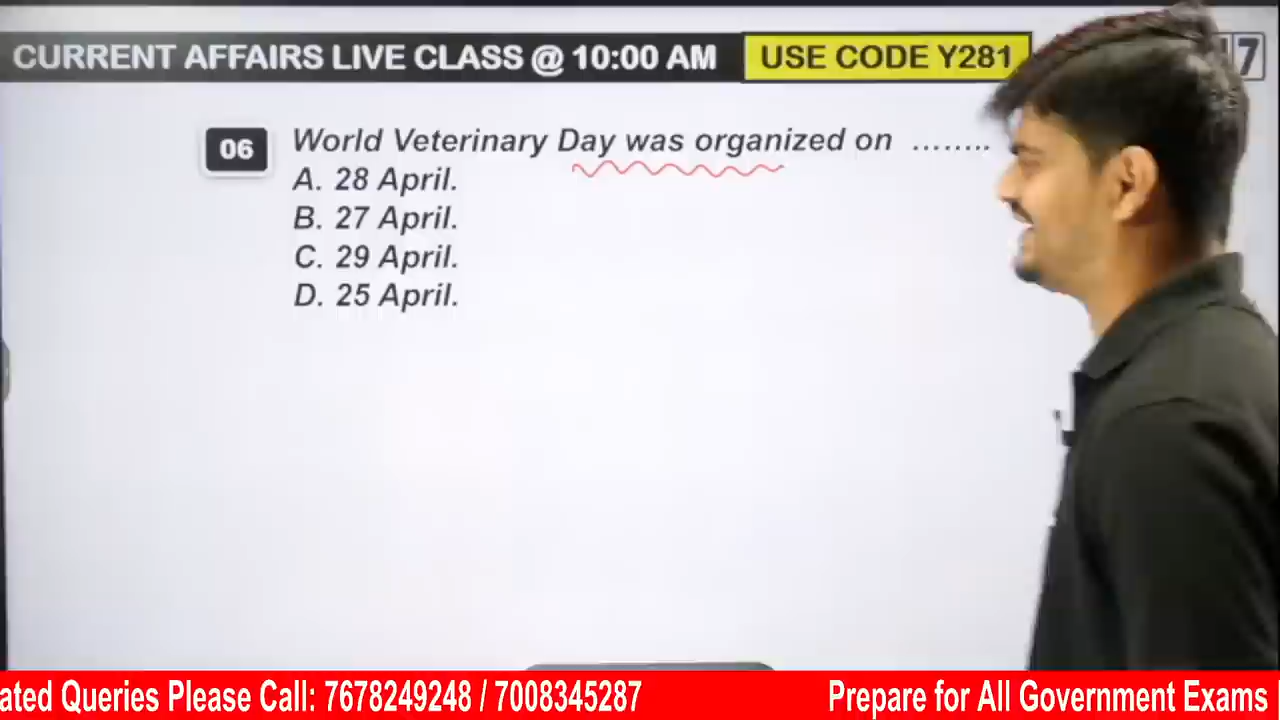 CURRENT AFFAIRS LIVE CLASS @ 10:00 AM
USE CODE Y281
7
06
World Veterinary Day was organized on ........
A. 28 April.
B. 27 April.
C. 29 April.
D. 25 April.
ated Queries Please Call: 7678249248 / 7008345287
Prepare for All Government Exams